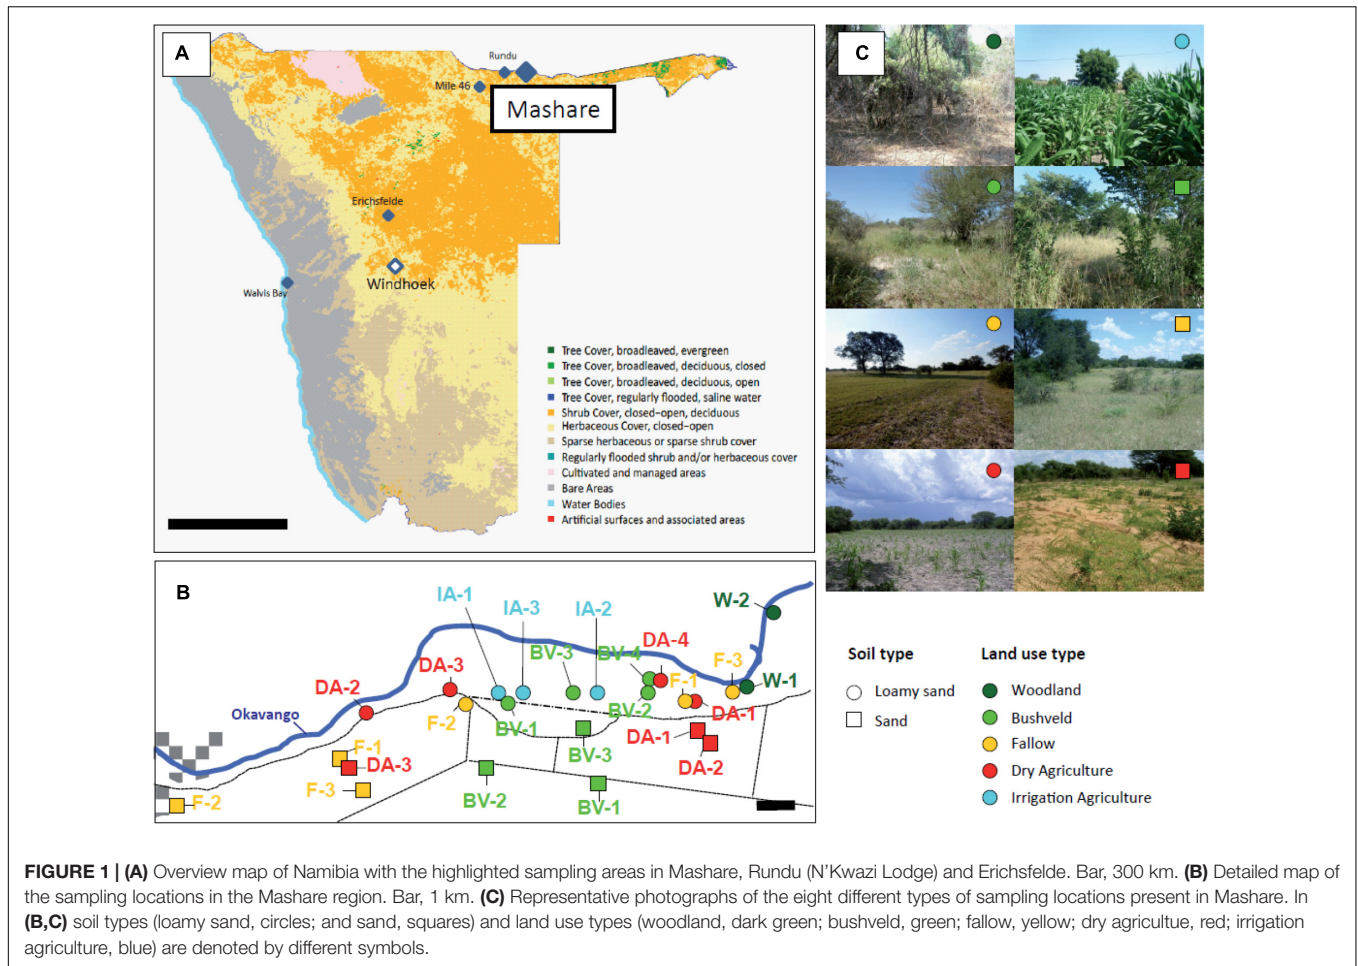 A
Rundu
Mile 46
Mashare
Erichsfelde
Windhoek
Walvis Bay
Tree Cover, broadleaved, evergreen
Tree Cover, broadleaved, deciduous, closed
Tree Cover, broadleaved, deciduous, open
Tree Cover, regularly flooded, saline water
Shrub Cover, closed–open, deciduous
Herbaceous Cover, closed–open
Sparse herbaceous or sparse shrub cover
Regularly flooded shrub and/or herbaceous cover
Cultivated and managed areas
Bare Areas
Water Bodies
Artificial surfaces and associated areas
B
IA-1
IA-3
IA-2
W-2
BV-3
BV-4
DA-4
F-3
DA-3
F-1
W-1
DA-2
Okavango
F-2
BV-1
BV-2
DA-1
DA-1
F-1
DA-3
BV-3
DA-2
F-3
F-2
BV-2
BV-1
C
Soil type
Loamy sand
Sand
Land use type
Woodland
Bushveld
Fallow
Dry Agriculture
Irrigation Agriculture
FIGURE 1 | (A) Overview map of Namibia with the highlighted sampling areas in Mashare, Rundu (N'Kwazi Lodge) and Erichsfelde. Bar, 300 km. (B) Detailed map of
the sampling locations in the Mashare region. Bar, 1 km. (C) Representative photographs of the eight different types of sampling locations present in Mashare. In
(B,C) soil types (loamy sand, circles; and sand, squares) and land use types (woodland, dark green; bushveld, green; fallow, yellow; dry agricultue, red; irrigation
agriculture, blue) are denoted by different symbols.